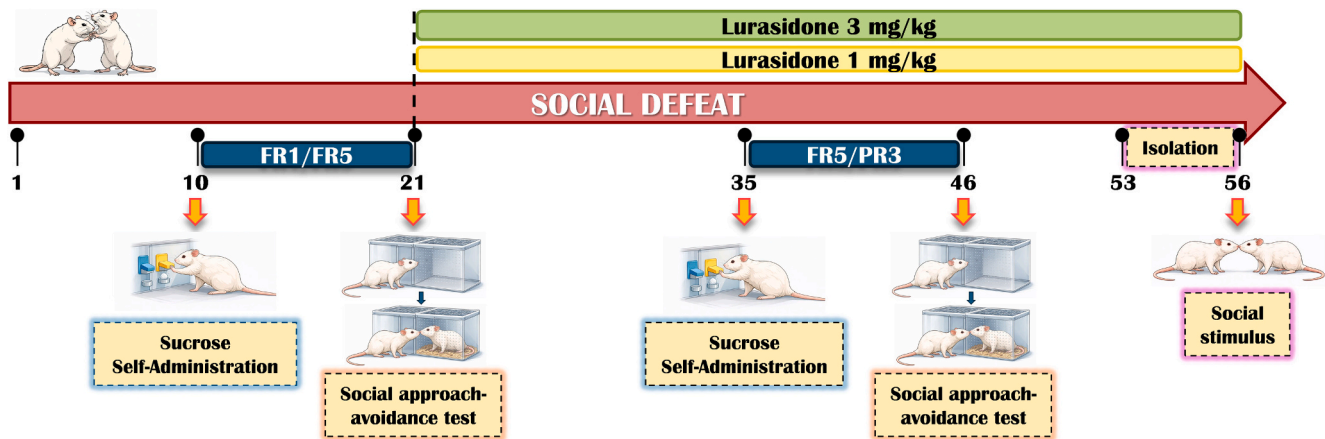 Lurasidone 3 mg/kg
Lurasidone 1 mg/kg
SOCIAL DEFEAT
FR1/FR5
FR5/PR3
Isolation
1
10
21
35
46
53
56
Sucrose
Self-Administration
Social approach-
avoidance test
Sucrose
Self-Administration
Social approach-
avoidance test
Social
stimulus